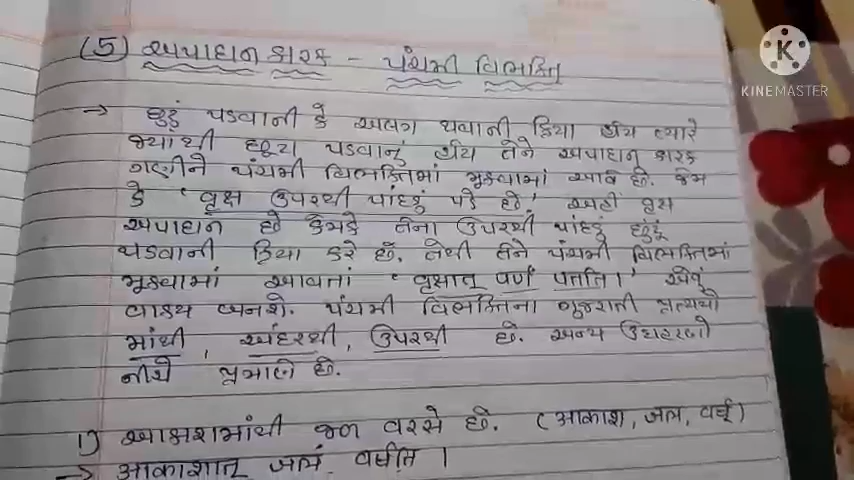 (5) અપાદાન કારક - પંચમી વિભક્તિ
→ છુટું પડવાની કે અલગ થવાની ક્રિયા હોય ત્યારે
જ્યાંથી છૂટા પડવાનું હોય તેને અપાદાન કારક
ગણીને પંચમી વિભક્તિમાં મૂકવામાં આવે છે. જેમ
કે 'વૃક્ષ ઉપરથી પાંદડું પડે છે' અહીં વૃક્ષ
અપાદાન છે કેમકે તેના ઉપરથી પાંદડું છુટું
પડવાની ક્રિયા કરે છે. તેથી તેને પંચમી વિભક્તિમાં
મૂકવામાં આવતાં 'વૃક્ષાત્ પર્ણં પતતિ।' એવું
વાક્ય બનશે. પંચમી વિભક્તિના ગુજરાતી પ્રત્યયો
માંથી, અંદરથી, ઉપરથી છે. અન્ય ઉદાહરણો
નીચે પ્રમાણે છે.
1) આકાશમાંથી જળ વરસે છે. (आकाश, जल, वर्ष्)
→ आकाशात् जलं वर्षति ।
KINEMASTER